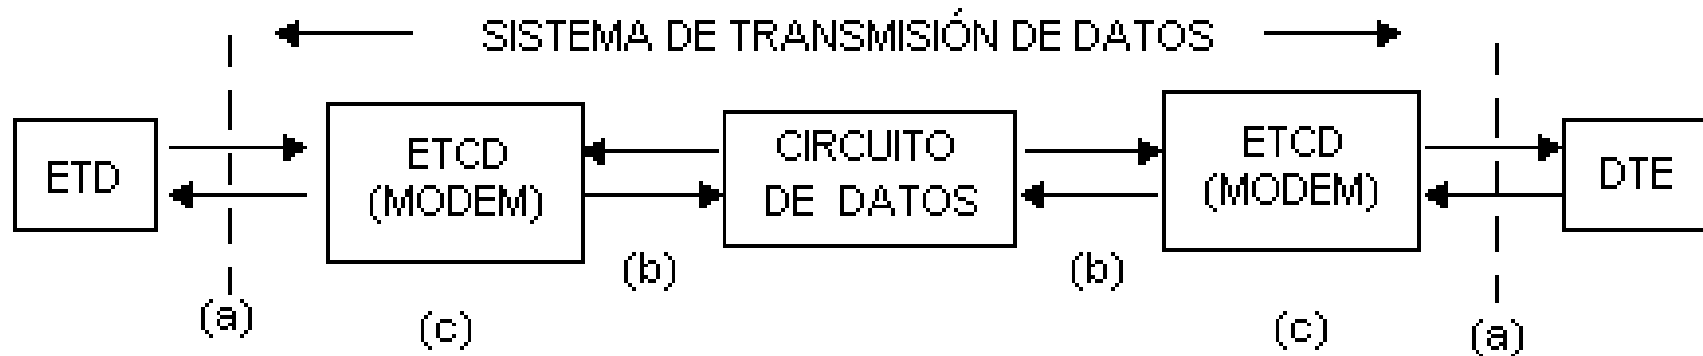 SISTEMA DE TRANSMISIÓN DE DATOS
ETD
ETCD
(MODEM)
CIRCUITO
DE DATOS
ETCD
(MODEM)
DTE
(b)
(b)
(a)
(c)
(c)
(a)